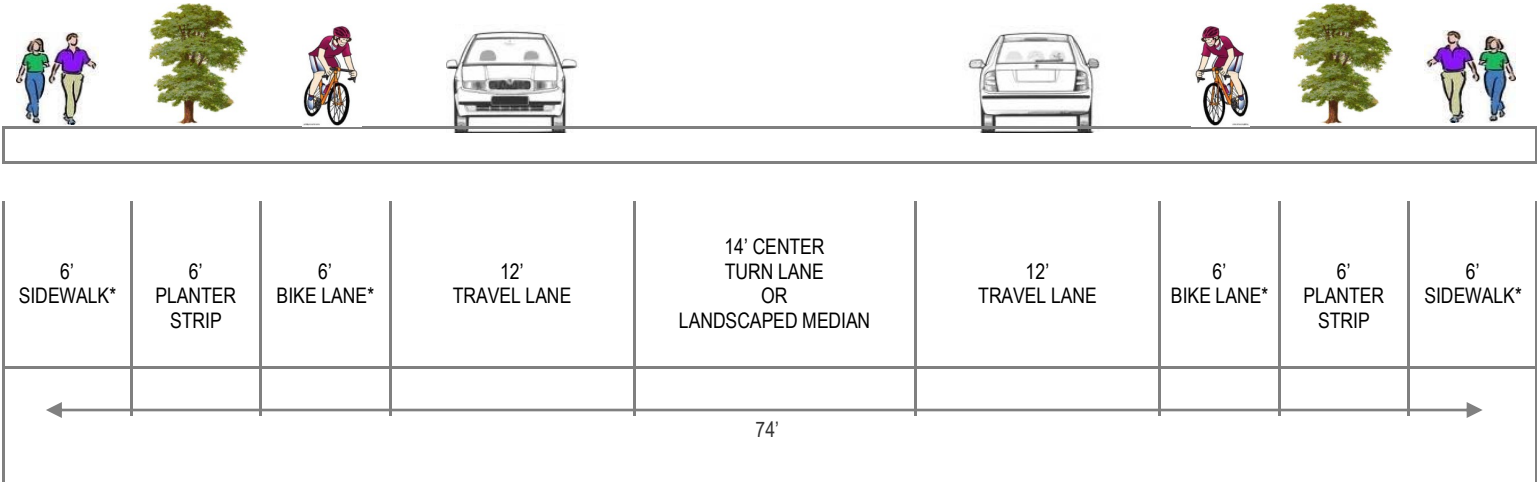 6’
SIDEWALK*
6’
PLANTER
STRIP
6’
BIKE LANE*
12’
TRAVEL LANE
14’ CENTER
TURN LANE
OR
LANDSCAPED MEDIAN
12’
TRAVEL LANE
6’
BIKE LANE*
6’
PLANTER
STRIP
6’
SIDEWALK*
74’